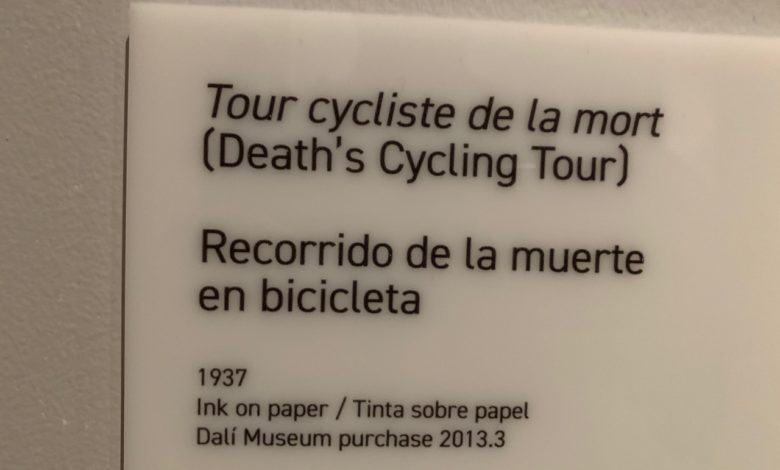 Tour cycliste de la mort
(Death's Cycling Tour)
Recorrido de la muerte
en bicicleta
1937
Ink on paper / Tinta sobre papel
Dalí Museum purchase 2013.3